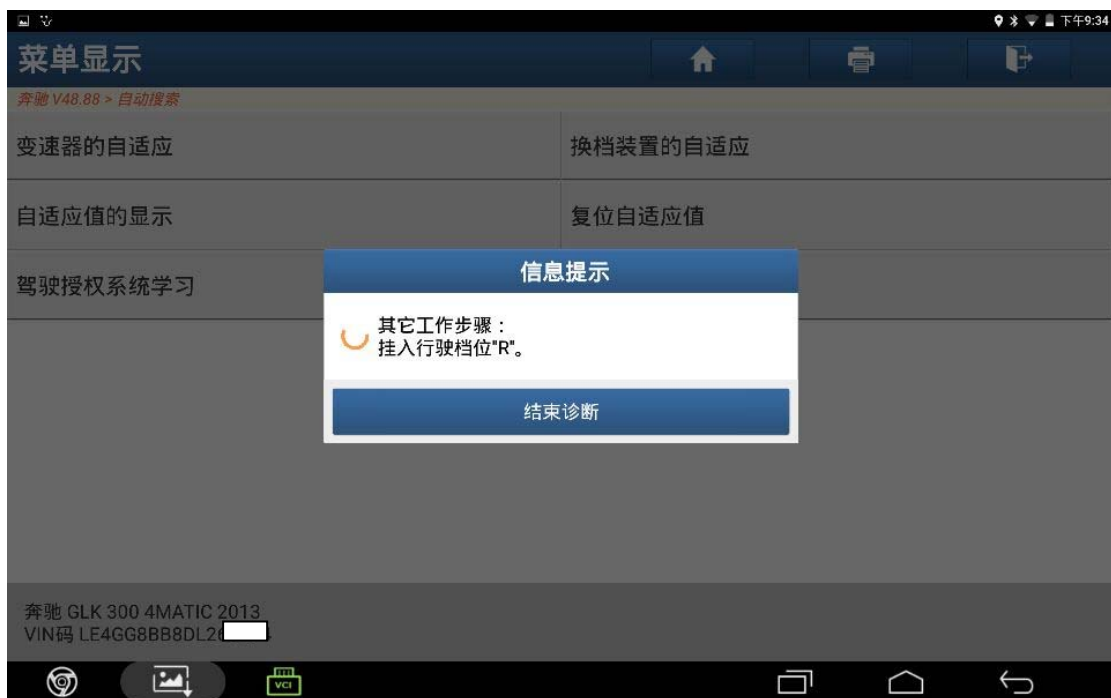 下午9:34
菜单显示
奔驰 V48.88 > 自动搜索
变速器的自适应
换档装置的自适应
自适应值的显示
复位自适应值
驾驶授权系统学习
信息提示
其它工作步骤：
挂入行驶档位"R"。
结束诊断
奔驰 GLK 300 4MATIC 2013
VIN码 LE4GG8BB8DL2
VCI